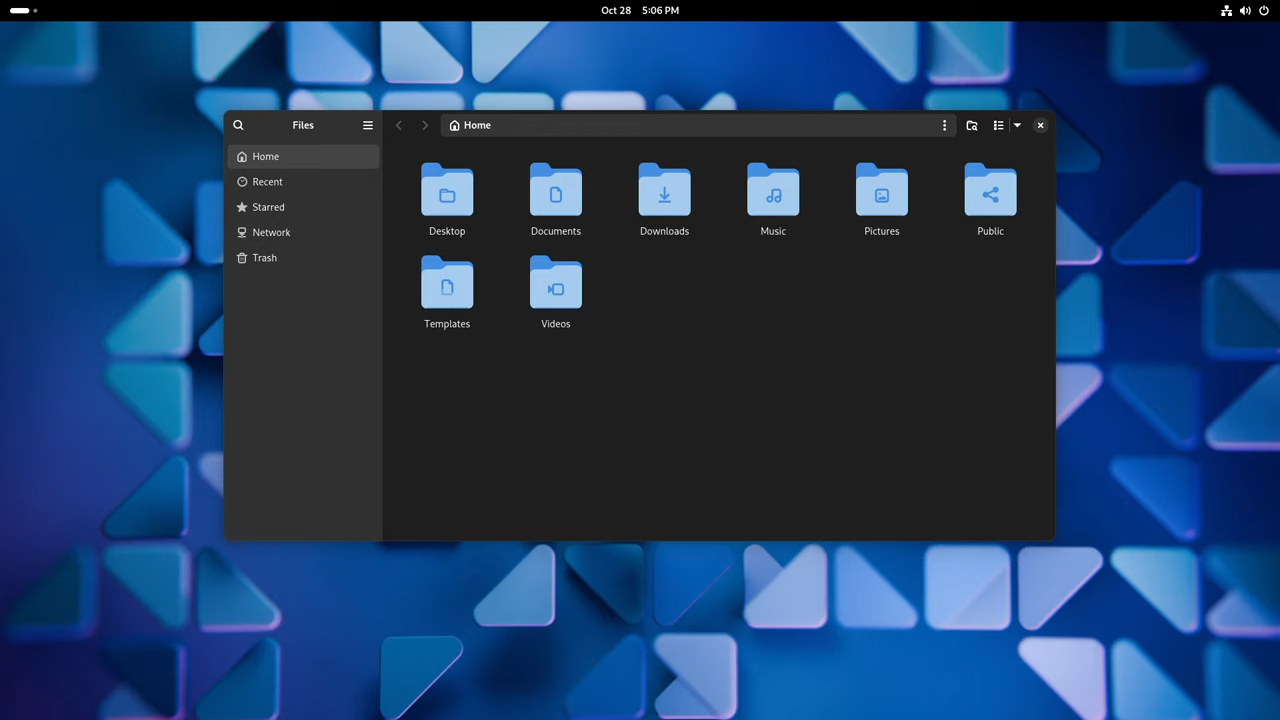 Oct 28 5:06 PM
Files
Home
Home
Recent
Starred
Network
Trash
Desktop
Documents
Downloads
Music
Pictures
Public
Templates
Videos